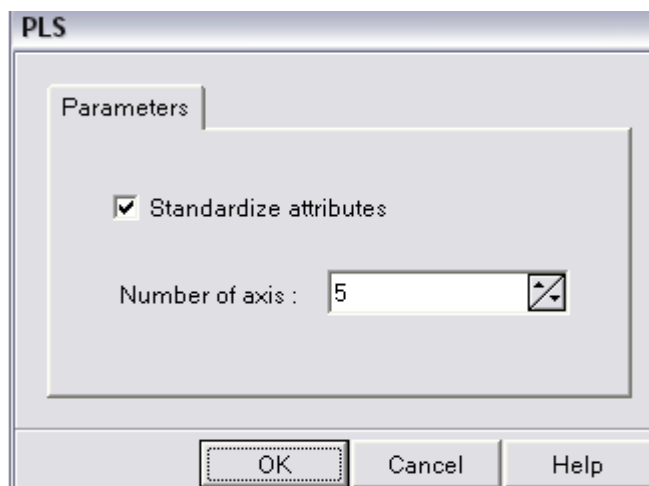 PLS
Parameters
Standardize attributes
Number of axis : 5
OK Cancel Help